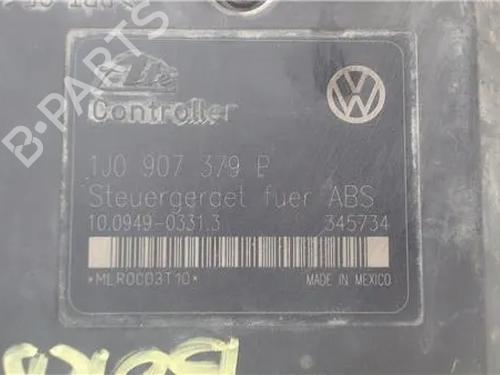 B-PARTS
ATE
Controller
1J0 907 379 P
Steuergeraet fuer ABS
10.0949-0331.3 345734
*MLR0C03T10* MADE IN MEXICO